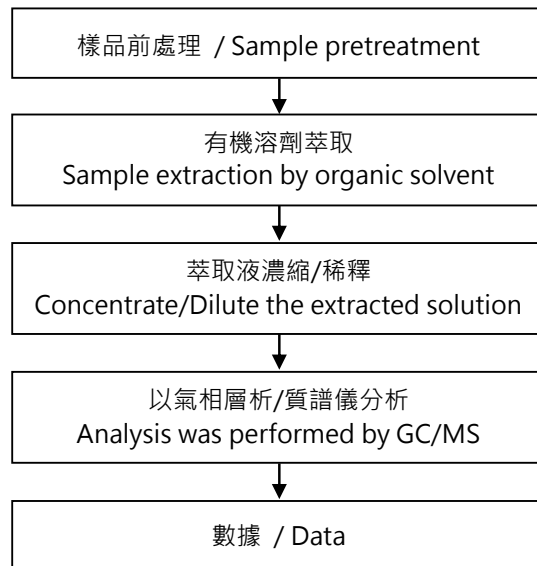 樣品前處理 / Sample pretreatment
有機溶劑萃取
Sample extraction by organic solvent
萃取液濃縮/稀釋
Concentrate/Dilute the extracted solution
以氣相層析/質譜儀分析
Analysis was performed by GC/MS
數據 / Data